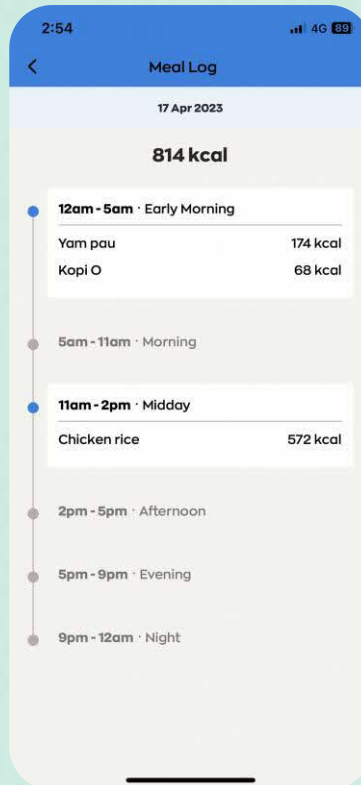 2:54 4G 89
Meal Log
17 Apr 2023
814 kcal
12am - 5am · Early Morning
Yam pau 174 kcal
Kopi O 68 kcal
5am - 11am · Morning
11am - 2pm · Midday
Chicken rice 572 kcal
2pm - 5pm · Afternoon
5pm - 9pm · Evening
9pm - 12am · Night